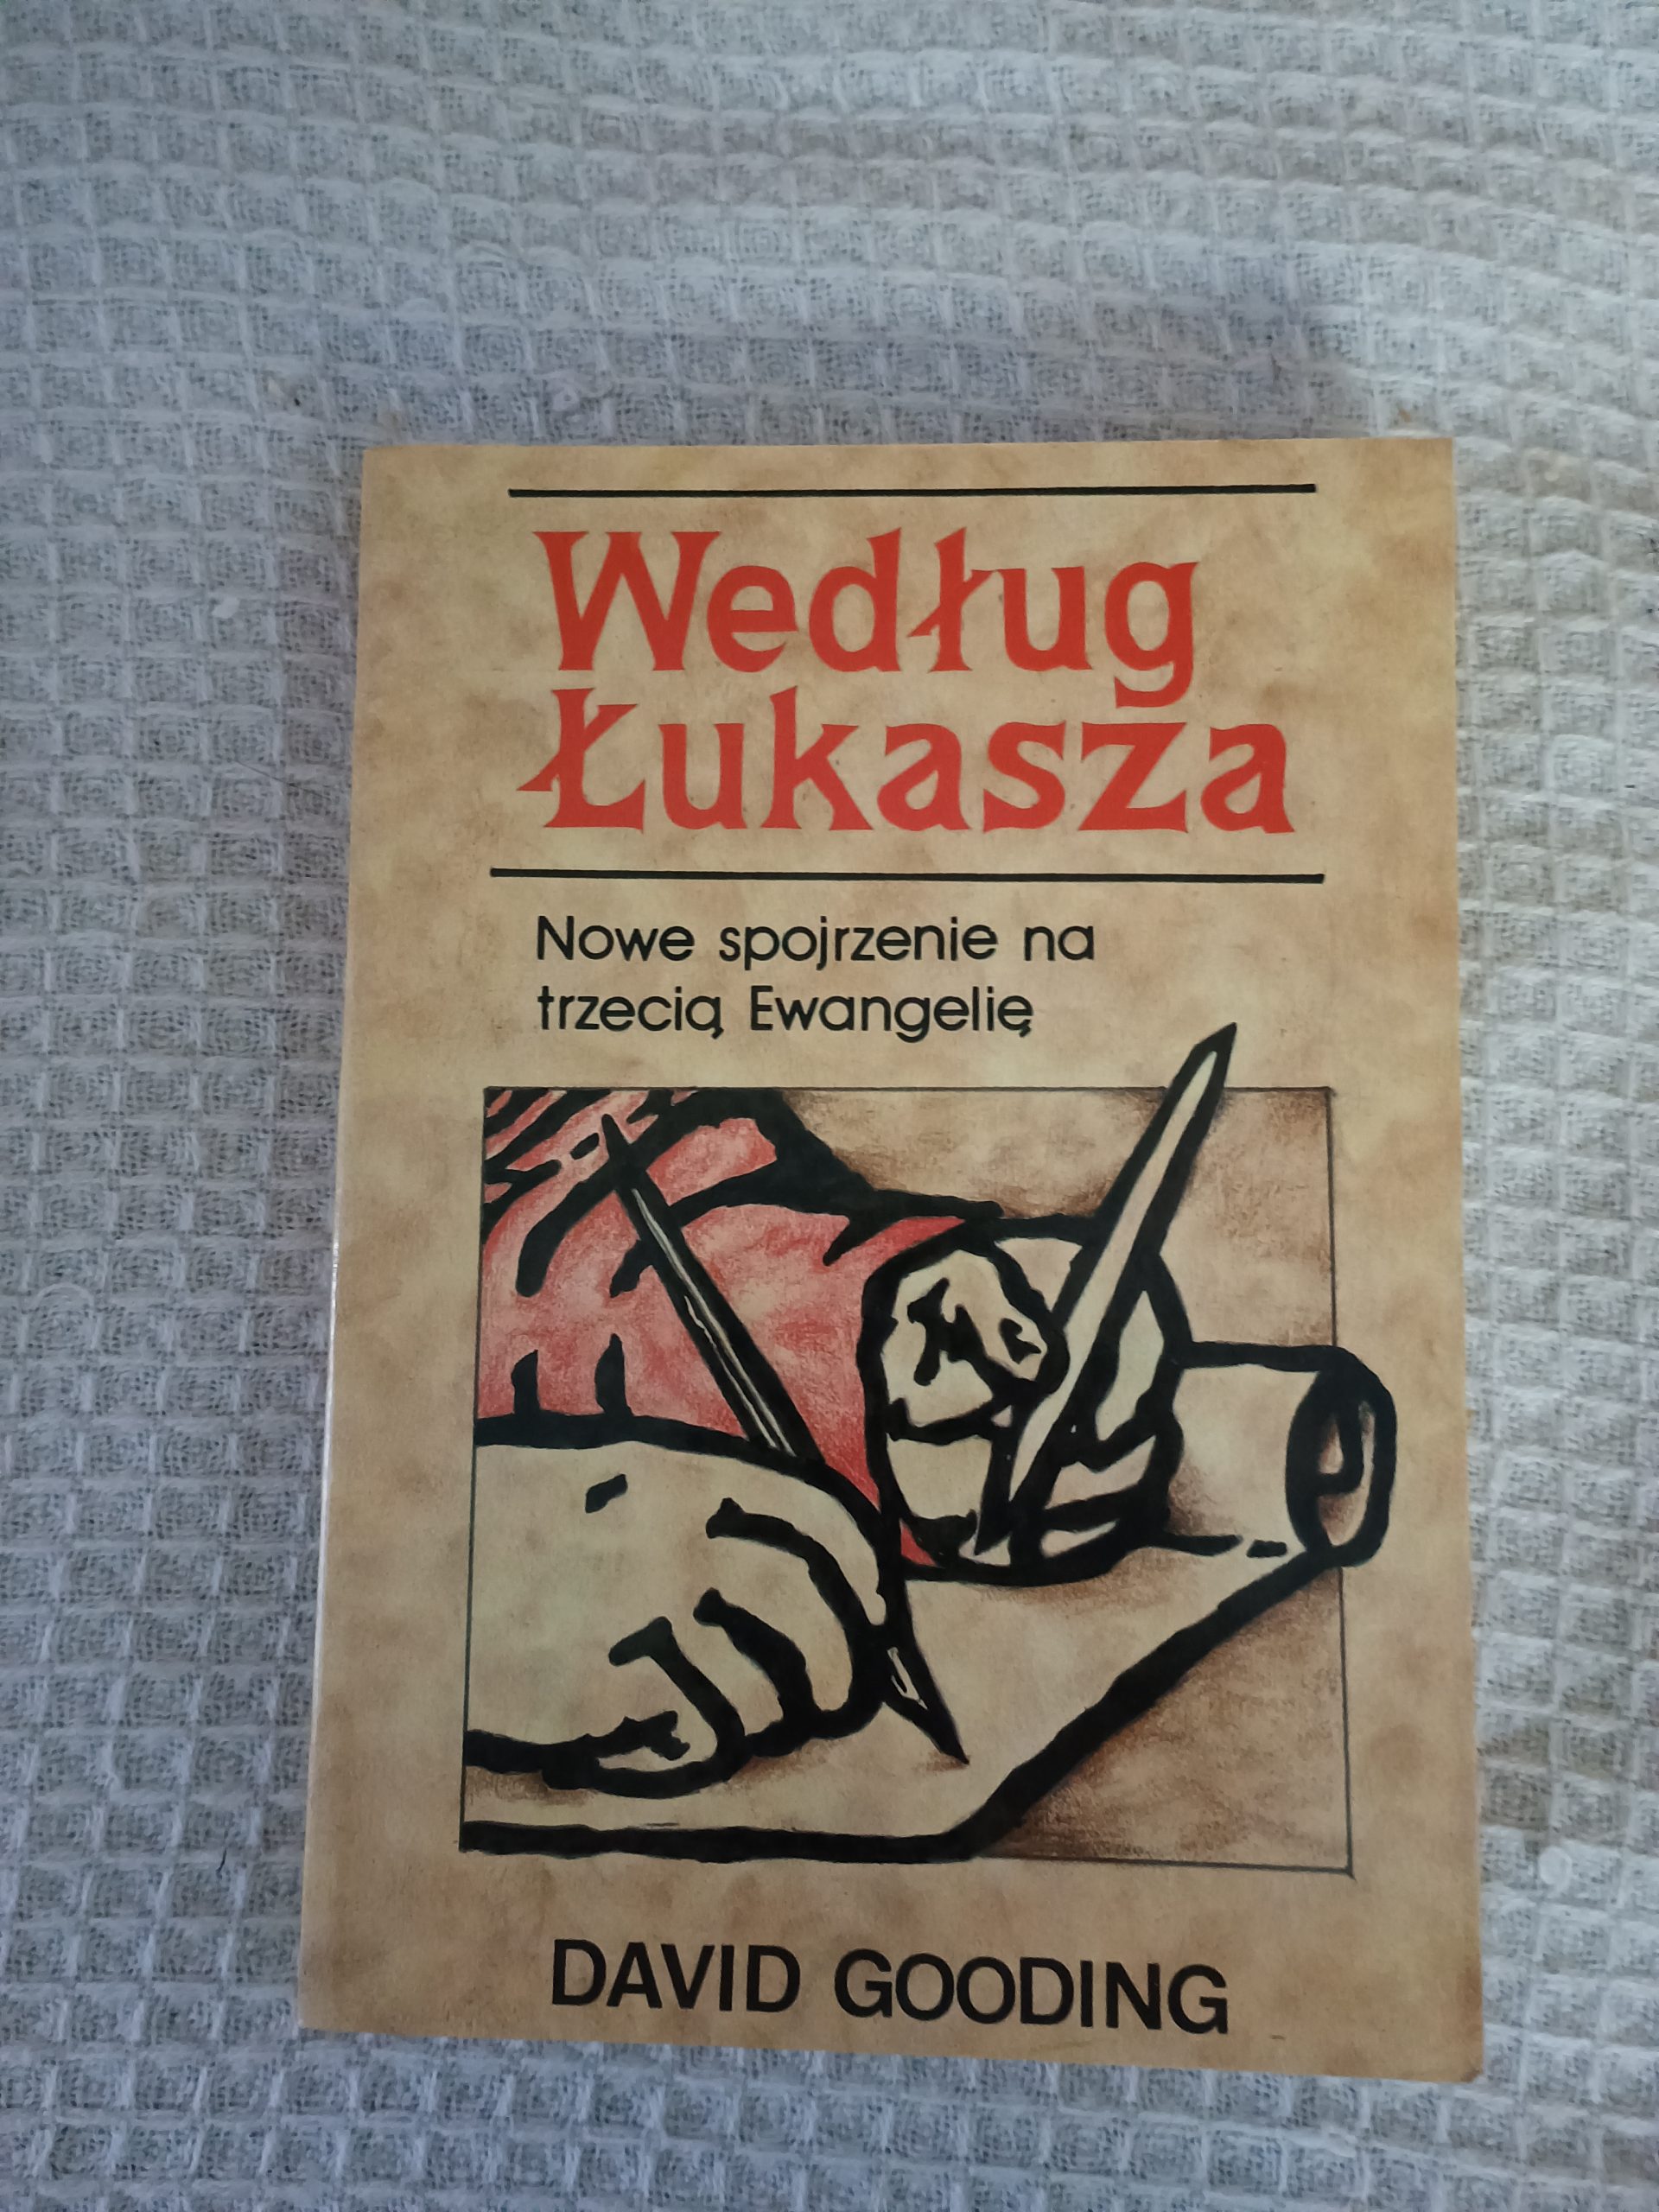 Według
Łukasza
Nowe spojrzenie na
trzecią Ewangelię
DAVID GOODING